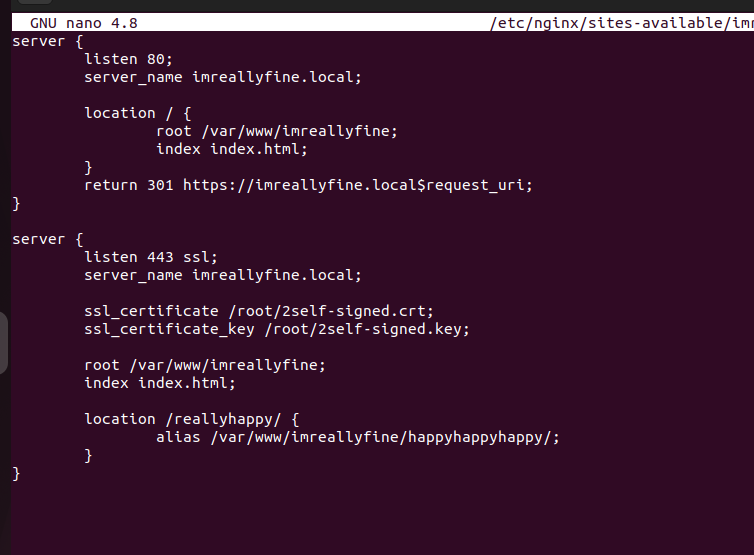 GNU nano 4.8 /etc/nginx/sites-available/imr
server {
listen 80;
server_name imreallyfine.local;
location / {
root /var/www/imreallyfine;
index index.html;
}
return 301 https://imreallyfine.local$request_uri;
}
server {
listen 443 ssl;
server_name imreallyfine.local;
ssl_certificate /root/2self-signed.crt;
ssl_certificate_key /root/2self-signed.key;
root /var/www/imreallyfine;
index index.html;
location /reallyhappy/ {
alias /var/www/imreallyfine/happyhappyhappy/;
}
}